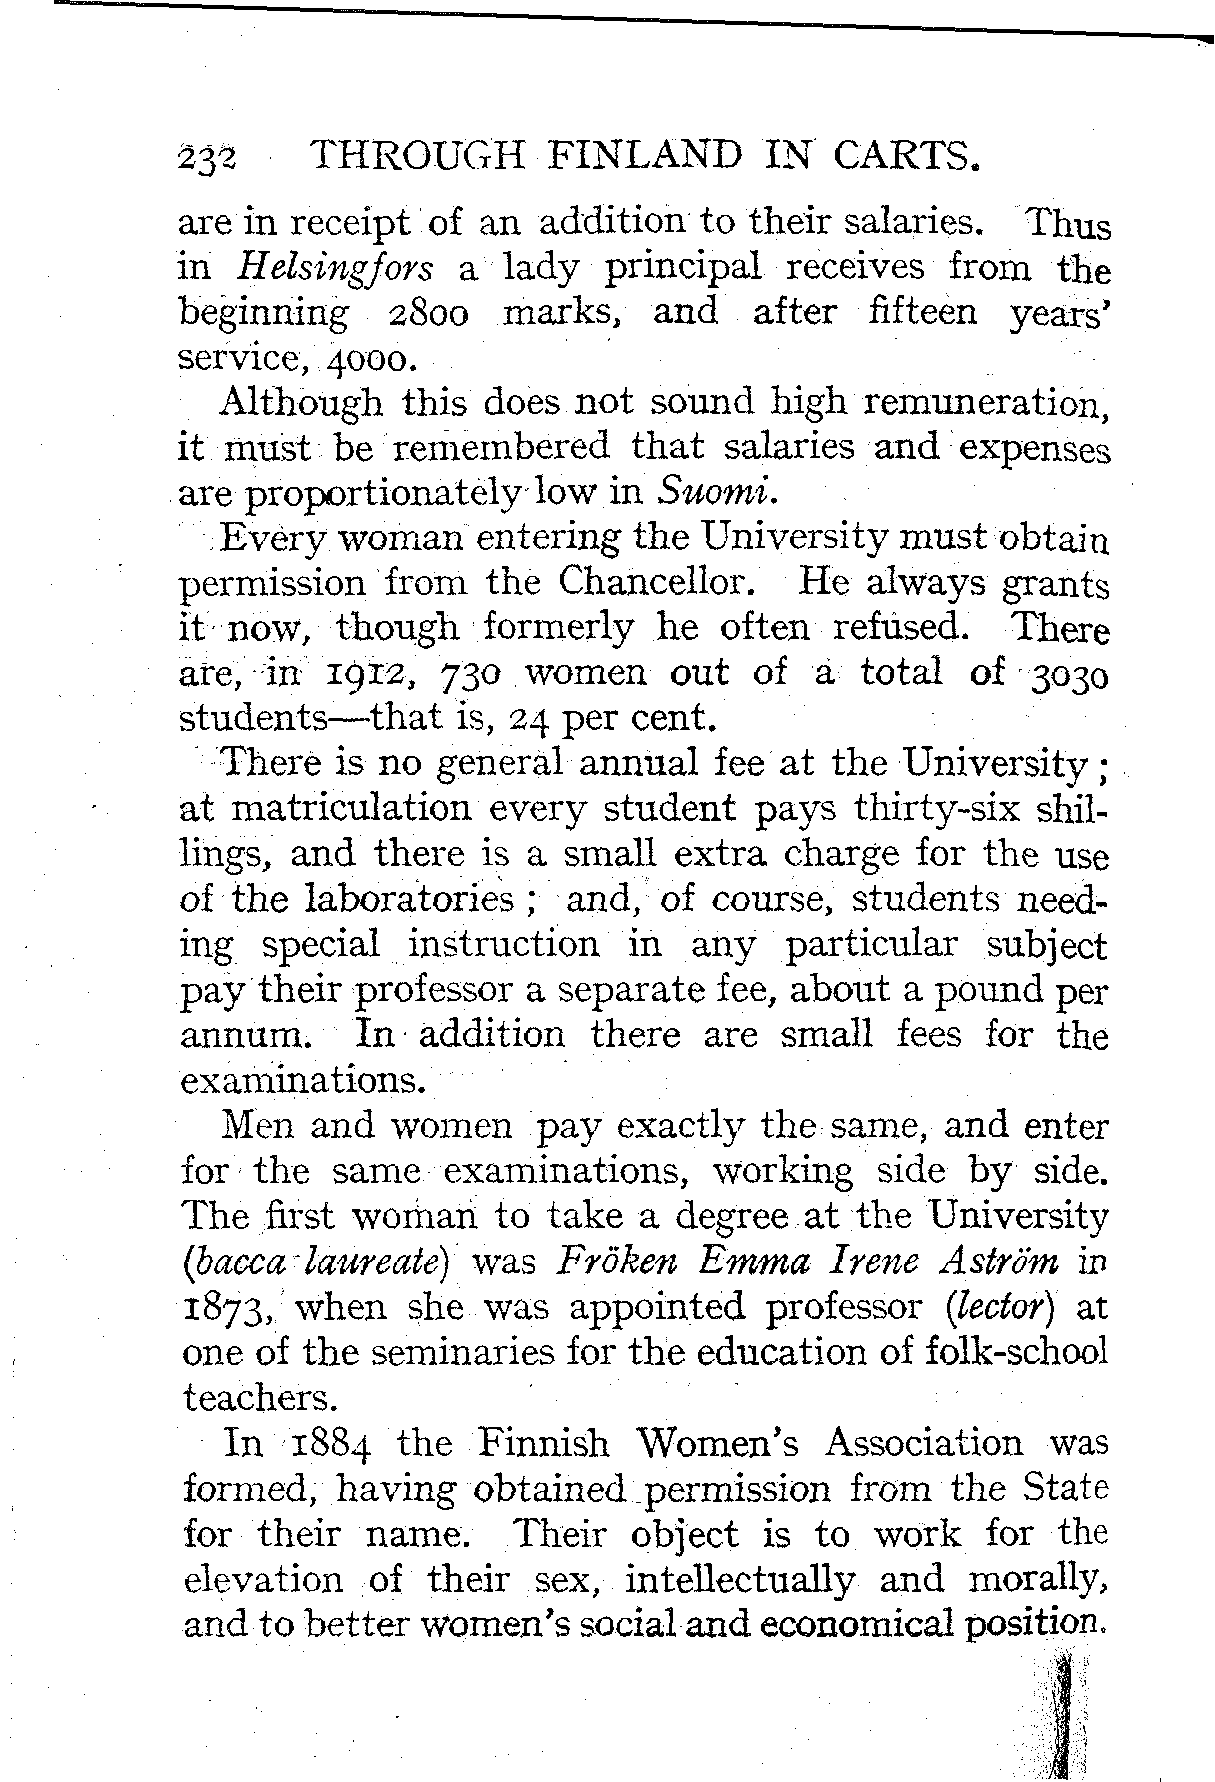 232 THROUGH FINLAND IN CARTS.
are in receipt of an addition to their salaries. Thus
in Helsingfors a lady principal receives from the
beginning 2800 marks, and after fifteen years'
service, 4000.
Although this does not sound high remuneration,
it must be remembered that salaries and expenses
are proportionately low in Suomi.
Every woman entering the University must obtain
permission from the Chancellor. He always grants
it now, though formerly he often refused. There
are, in 1912, 730 women out of a total of 3030
students—that is, 24 per cent.
There is no general annual fee at the University;
at matriculation every student pays thirty-six shil-
lings, and there is a small extra charge for the use
of the laboratories; and, of course, students need-
ing special instruction in any particular subject
pay their professor a separate fee, about a pound per
annum. In addition there are small fees for the
examinations.
Men and women pay exactly the same, and enter
for the same examinations, working side by side.
The first woman to take a degree at the University
(bacca laureate) was Fröken Emma Irene Aström in
1873, when she was appointed professor (lector) at
one of the seminaries for the education of folk-school
teachers.
In 1884 the Finnish Women's Association was
formed, having obtained permission from the State
for their name. Their object is to work for the
elevation of their sex, intellectually and morally,
and to better women's social and economical position.